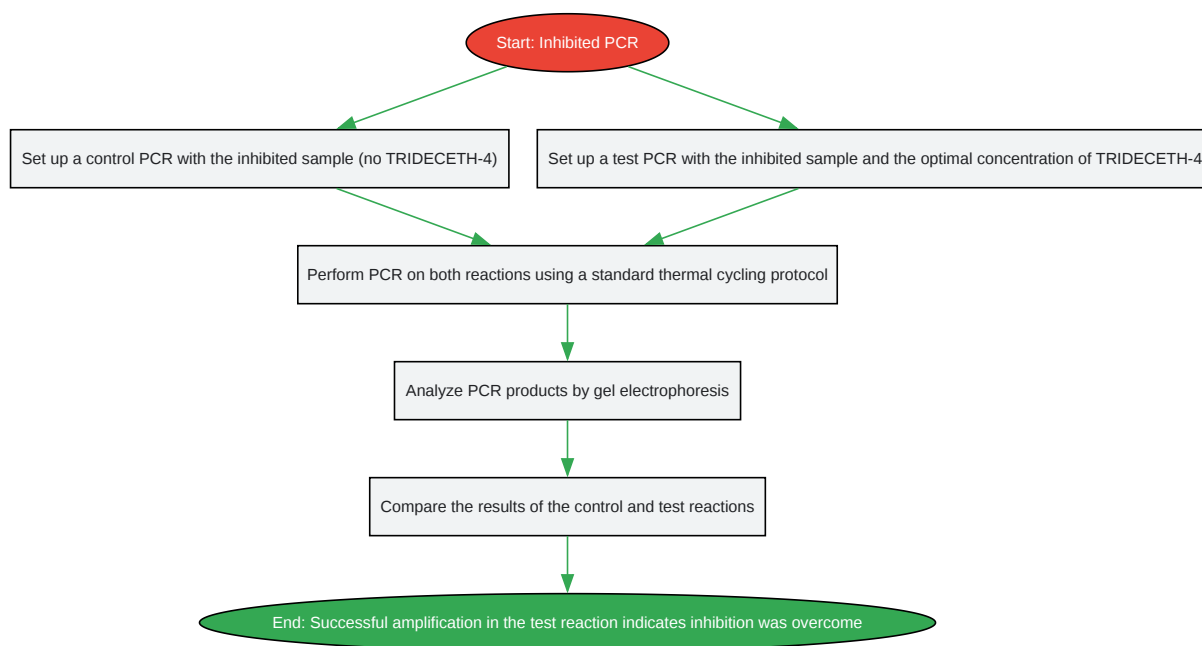 Start: Inhibited PCR
Set up a control PCR with the inhibited sample (no TRIDECETH-4)
Set up a test PCR with the inhibited sample and the optimal concentration of TRIDECETH-4
Perform PCR on both reactions using a standard thermal cycling protocol
Analyze PCR products by gel electrophoresis
Compare the results of the control and test reactions
End: Successful amplification in the test reaction indicates inhibition was overcome